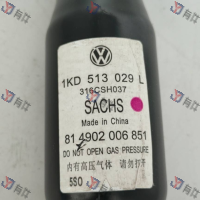 1KD 513 029 L
316CSH037
SACHS
Made in China
81 4902 006 851
DO NOT OPEN GAS PRESSURE
内有高压气体 请勿打开
5SO